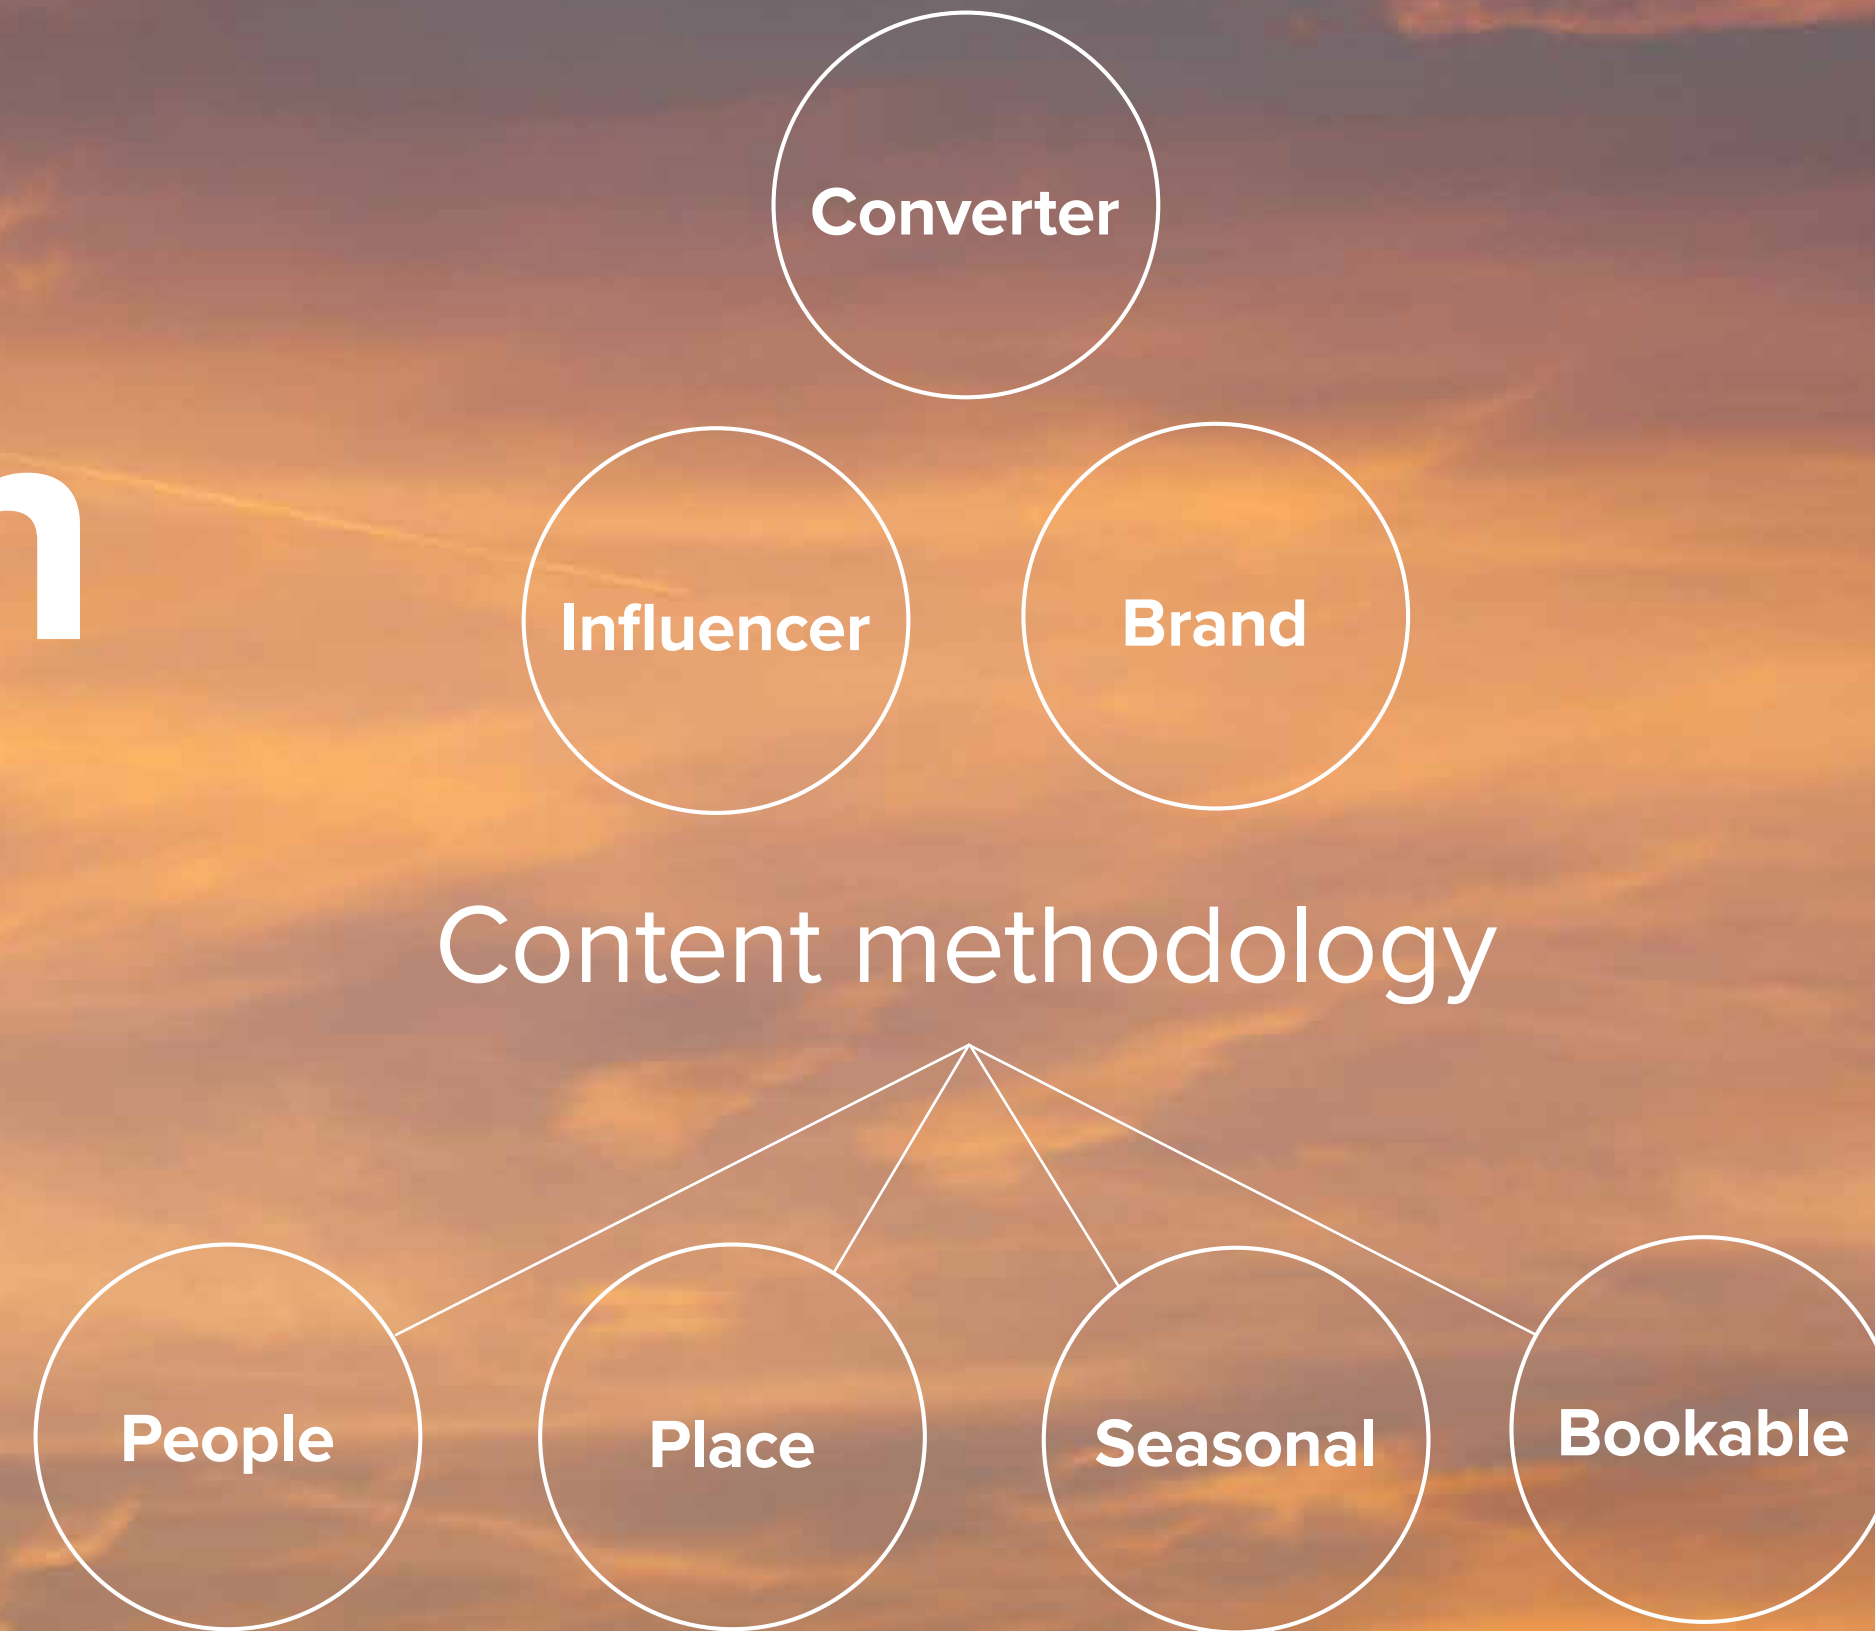 Converter
Influencer
Brand
Content methodology
People
Place
Seasonal
Bookable